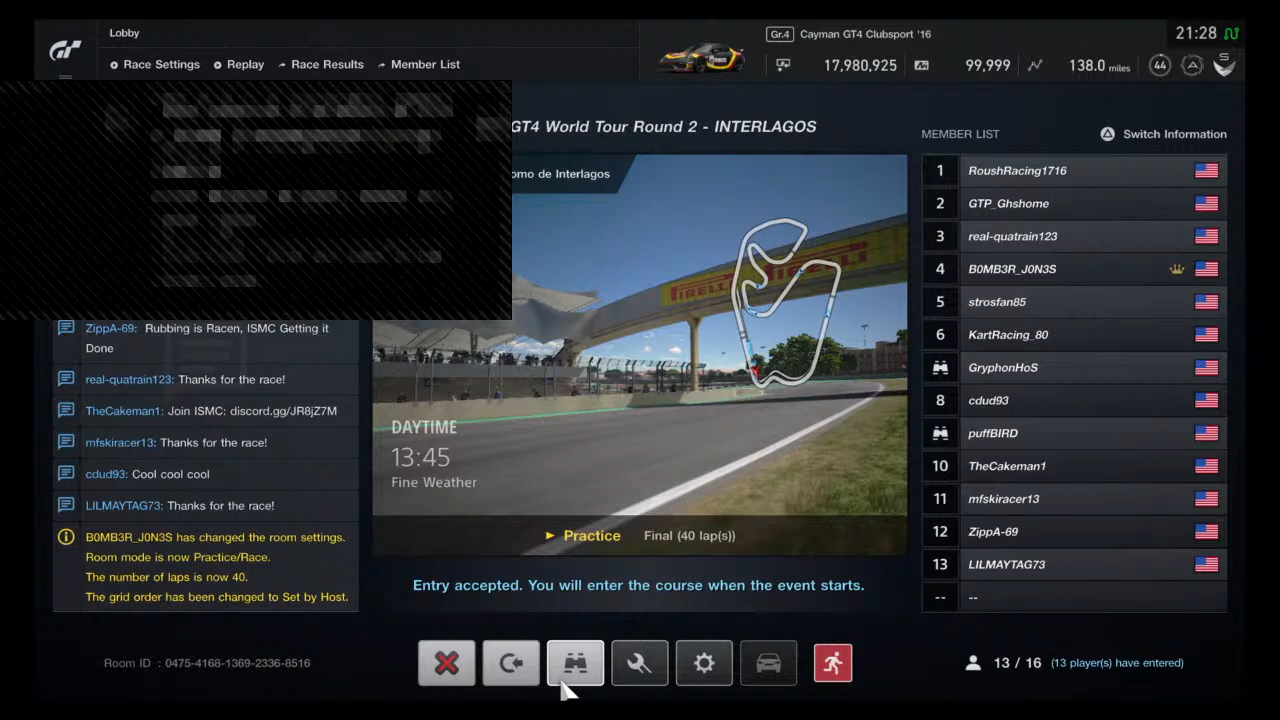 Lobby
Race Settings Replay Race Results Member List
Gr.4 Cayman GT4 Clubsport '16
21:28
17,980,925 99,999 138.0 miles 44 A S
GT4 World Tour Round 2 - INTERLAGOS
omo de Interlagos
PIRELLI
DAYTIME
13:45
Fine Weather
Practice Final (40 lap(s))
Entry accepted. You will enter the course when the event starts.
ZippA-69: Rubbing is Racen, ISMC Getting it
Done
real-quatrain123: Thanks for the race!
TheCakeman1: Join ISMC: discord.gg/JR8jZ7M
mfskiracer13: Thanks for the race!
cdud93: Cool cool cool
LILMAYTAG73: Thanks for the race!
B0MB3R_J0N3S has changed the room settings.
Room mode is now Practice/Race.
The number of laps is now 40.
The grid order has been changed to Set by Host.
MEMBER LIST Switch Information
1 RoushRacing1716
2 GTP_Ghshome
3 real-quatrain123
4 B0MB3R_J0N3S
5 strosfan85
6 KartRacing_80
GryphonHoS
8 cdud93
puffBIRD
10 TheCakeman1
11 mfskiracer13
12 ZippA-69
13 LILMAYTAG73
-- --
Room ID : 0475-4168-1369-2336-8516
13 / 16 (13 player(s) have entered)